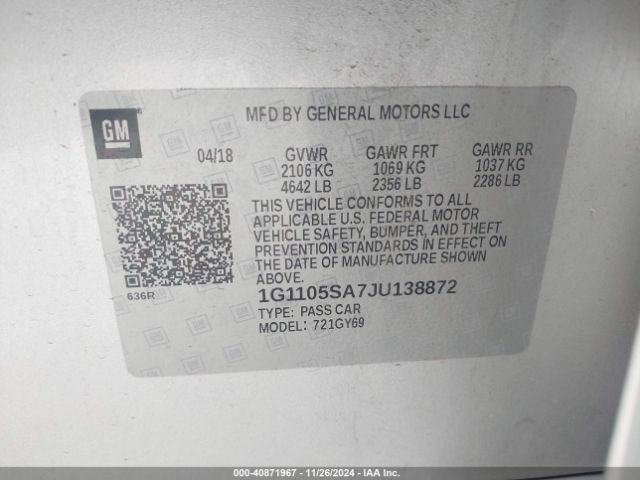 GM
MFD BY GENERAL MOTORS LLC
04/18 GVWR GAWR FRT GAWR RR
2106 KG 1069 KG 1037 KG
4642 LB 2356 LB 2286 LB
THIS VEHICLE CONFORMS TO ALL
APPLICABLE U.S. FEDERAL MOTOR
VEHICLE SAFETY, BUMPER, AND THEFT
PREVENTION STANDARDS IN EFFECT ON
THE DATE OF MANUFACTURE SHOWN
ABOVE.
636R
1G1105SA7JU138872
TYPE: PASS CAR
MODEL: 721GY69
000-40871967 | 11/26/2024 | IAA Inc.